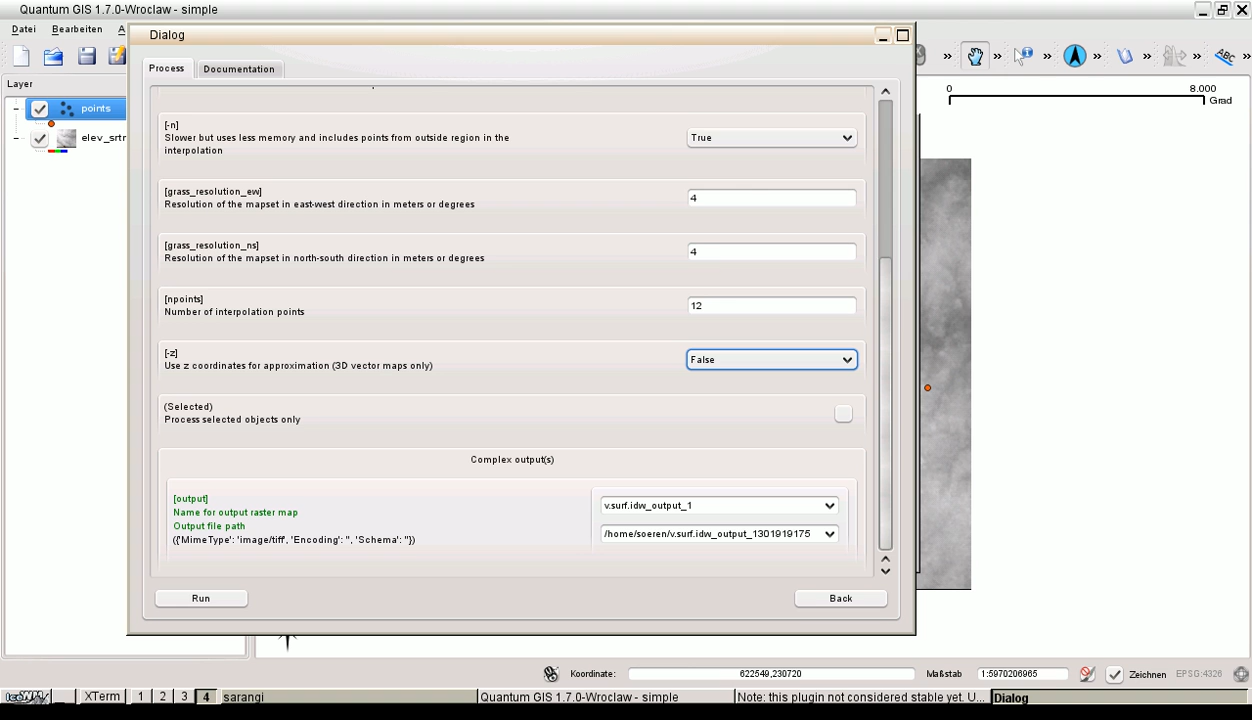 Quantum GIS 1.7.0-Wroclaw - simple
Datei Bearbeiten A
Dialog
Process Documentation
Layer
points
elev_srtm
0 8.000
Grad
[-n]
Slower but uses less memory and includes points from outside region in the
interpolation
True
[grass_resolution_ew]
Resolution of the mapset in east-west direction in meters or degrees
4
[grass_resolution_ns]
Resolution of the mapset in north-south direction in meters or degrees
4
[npoints]
Number of interpolation points
12
[-z]
Use z coordinates for approximation (3D vector maps only)
False
(Selected)
Process selected objects only
Complex output(s)
[output]
Name for output raster map
Output file path
({'MimeType': 'image/tiff', 'Encoding': '', 'Schema': ''})
v.surf.idw_output_1
/home/soeren/v.surf.idw_output_1301919175
Run Back
Koordinate: 622549,230720 Maßstab 1:5970206965 Zeichnen EPSG:4326
XTerm 1 2 3 4 sarangi Quantum GIS 1.7.0-Wroclaw - simple Note: this plugin not considered stable yet. U... Dialog